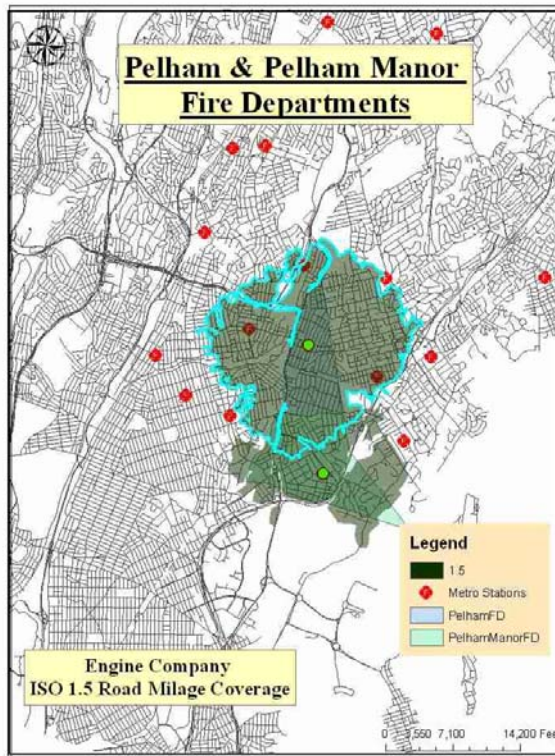 Pelham & Pelham Manor
Fire Departments
Legend
1.5
Metro Stations
PelhamFD
PelhamManorFD
Engine Company
ISO 1.5 Road Milage Coverage
0 3,550 7,100 14,200 Feet